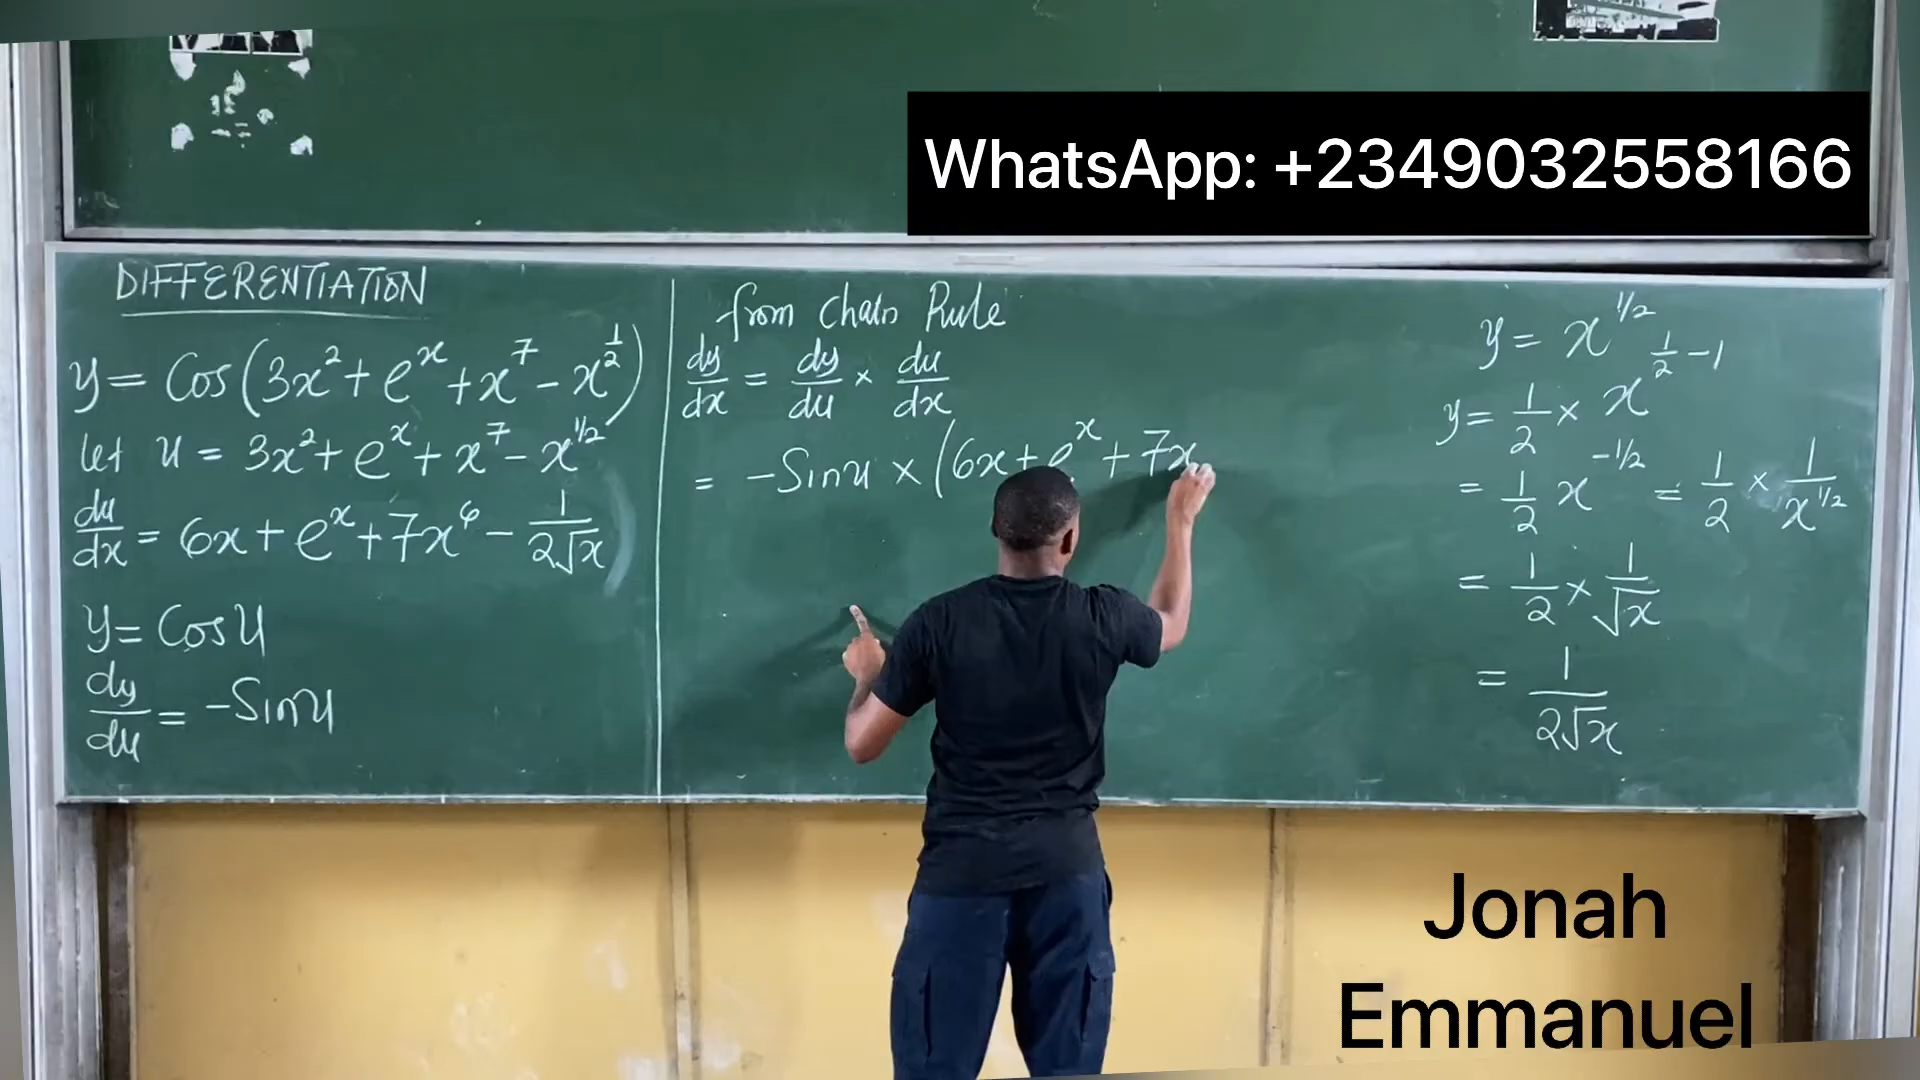 WhatsApp: +2349032558166
DIFFERENTIATION
y = Cos(3x² + eˣ + x⁷ - x^½)
let u = 3x² + eˣ + x⁷ - x^1/2
du/dx = 6x + eˣ + 7x⁶ - 1/(2√x)
y = Cos u
dy/du = -Sin u
from Chain Rule
dy/dx = dy/du × du/dx
= -Sin u × (6x + eˣ + 7x
y = x^1/2
y = 1/2 × x^(1/2 - 1)
= 1/2 x^-1/2 = 1/2 × 1/x^1/2
= 1/2 × 1/√x
= 1/(2√x)
Jonah
Emmanuel